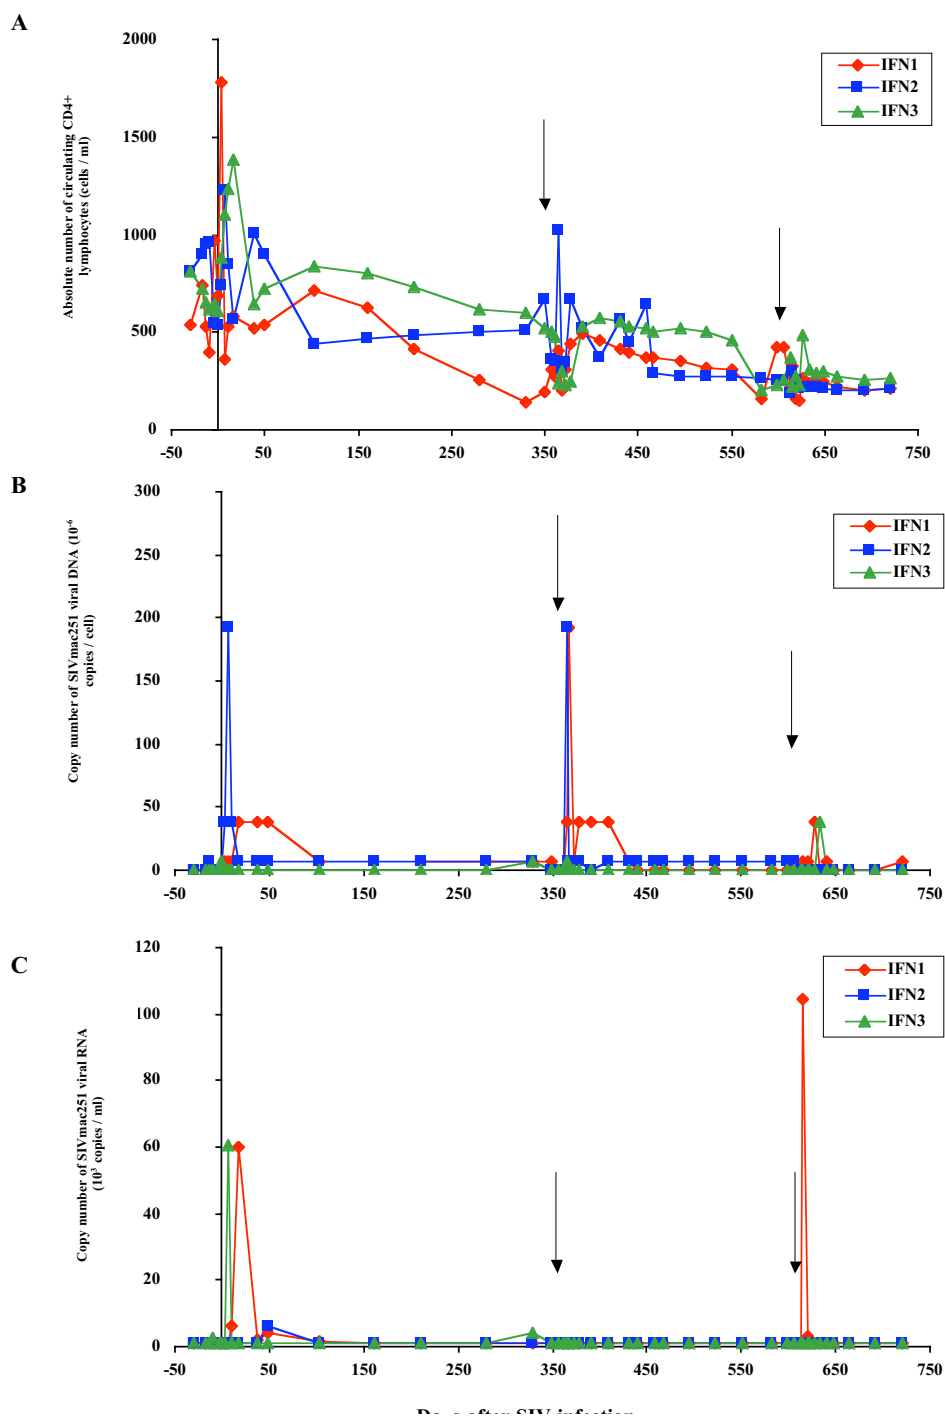 A
2000
1500
1000
500
0
Absolute number of circulating CD4+
lymphocytes (cells / ml)
IFN1
IFN2
IFN3
-50 50 150 250 350 450 550 650 750
B
300
250
200
150
100
50
0
Copy number of SIVmac251 viral DNA (10⁻⁶
copies / cell)
IFN1
IFN2
IFN3
-50 50 150 250 350 450 550 650 750
C
120
100
80
60
40
20
0
Copy number of SIVmac251 viral RNA
(10³ copies / ml)
IFN1
IFN2
IFN3
-50 50 150 250 350 450 550 650 750
Days after SIV infection